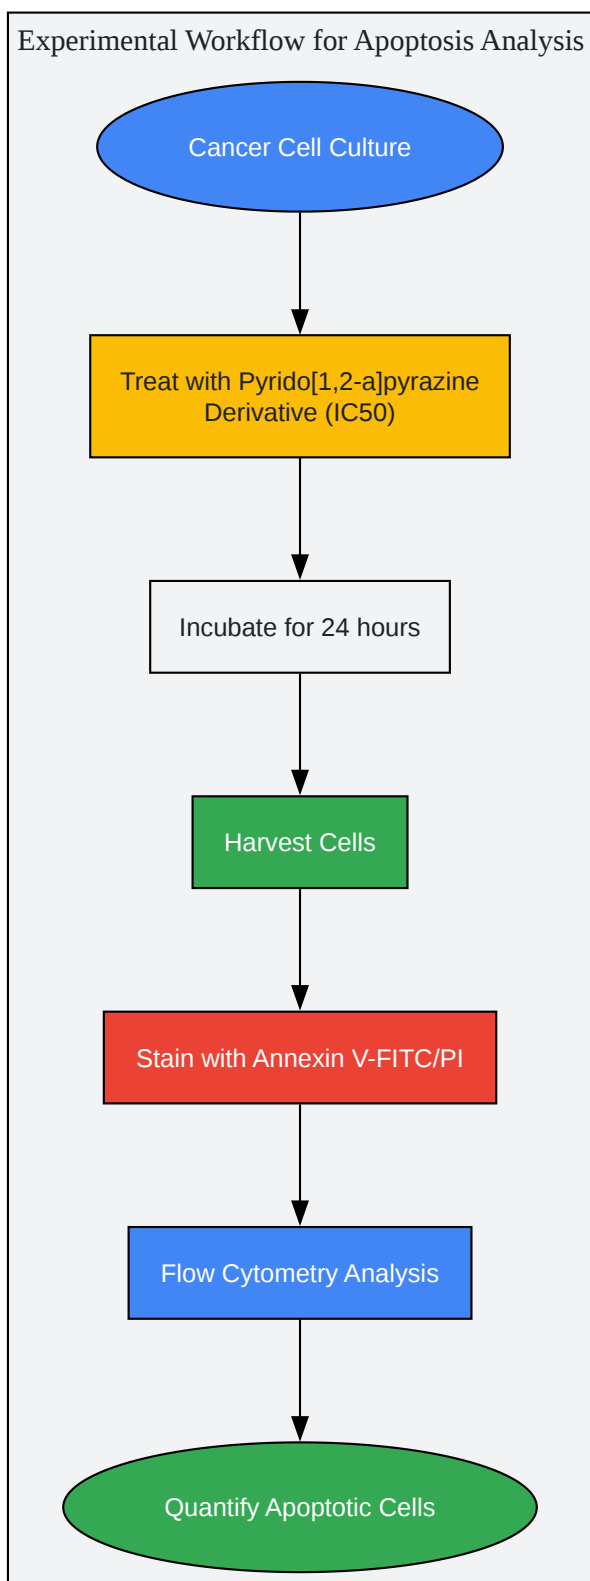 Experimental Workflow for Apoptosis Analysis
Cancer Cell Culture
Treat with Pyrido[1,2-a]pyrazine
Derivative (IC50)
Incubate for 24 hours
Harvest Cells
Stain with Annexin V-FITC/PI
Flow Cytometry Analysis
Quantify Apoptotic Cells